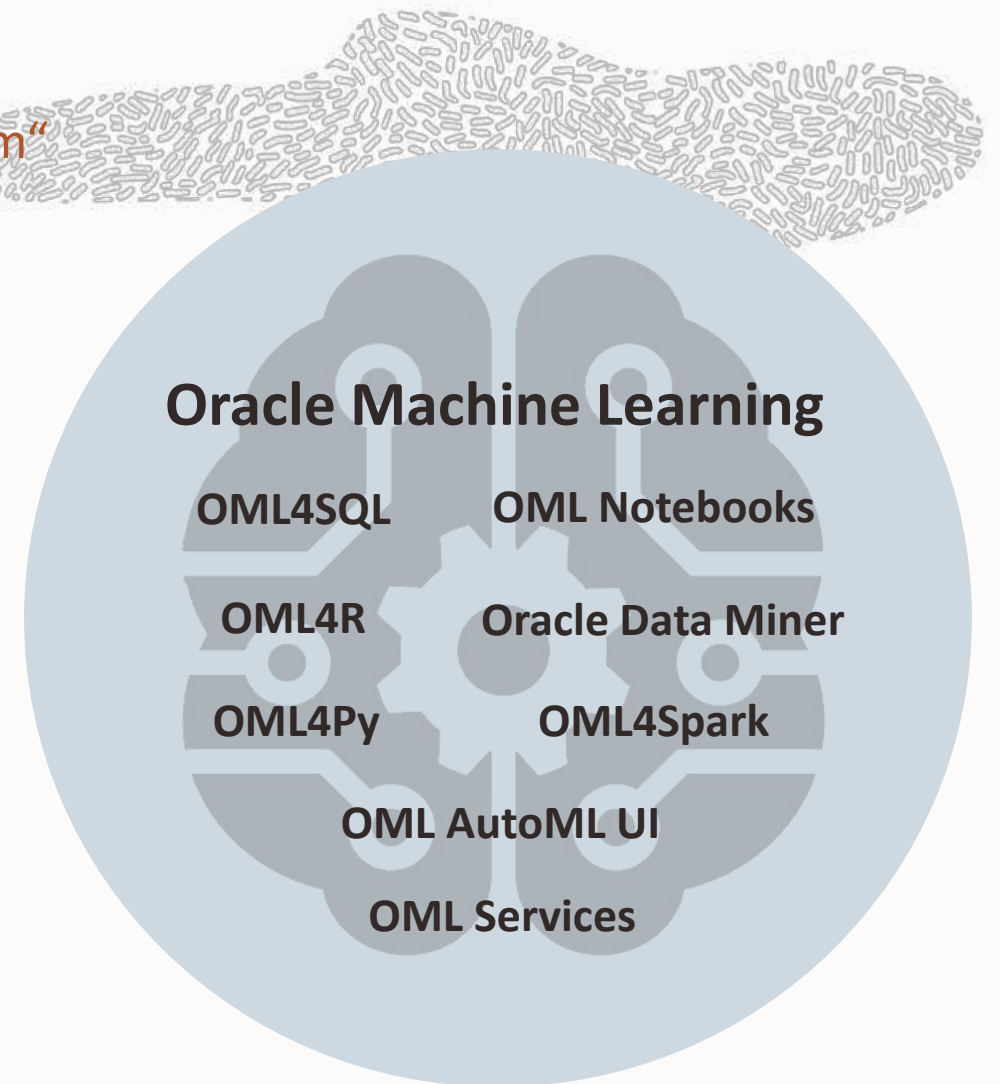 m“
Oracle Machine Learning
OML4SQL OML Notebooks
OML4R Oracle Data Miner
OML4Py OML4Spark
OML AutoML UI
OML Services